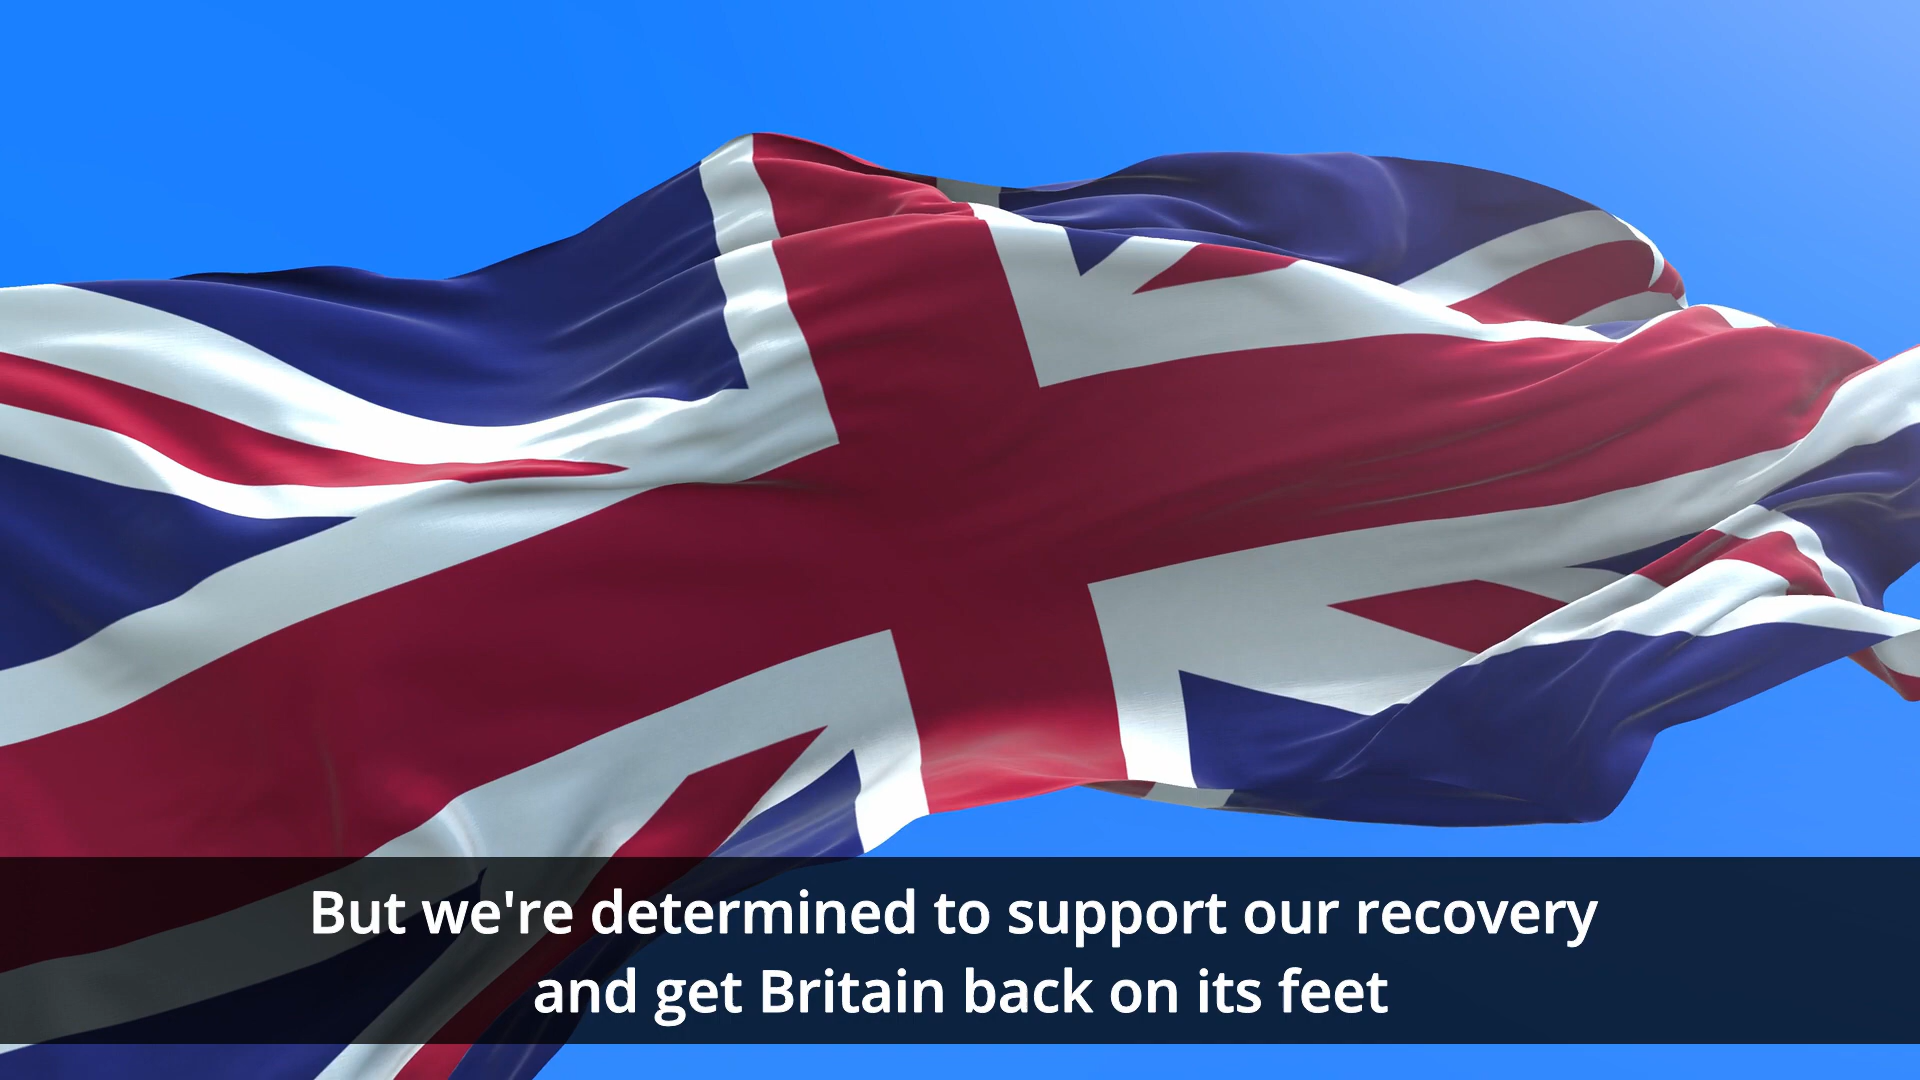 But we're determined to support our recovery
and get Britain back on its feet